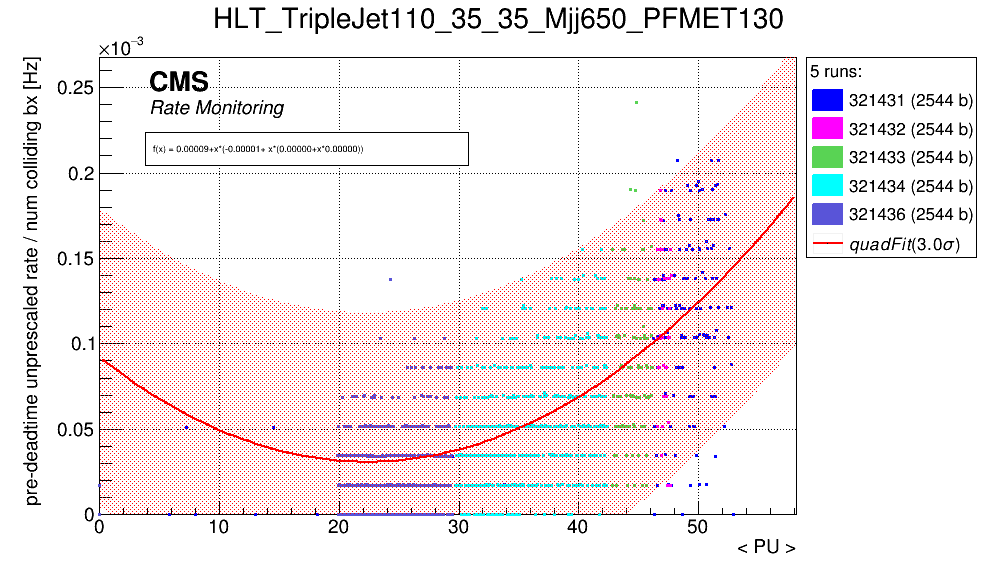 HLT_TripleJet110_35_35_Mjj650_PFMET130
×10⁻³
pre-deadtime unprescaled rate / num colliding bx [Hz]
0.25
0.2
0.15
0.1
0.05
0
CMS
Rate Monitoring
f(x) = 0.00009+x*(-0.00001+ x*(0.00000+x*0.00000))
0 10 20 30 40 50
< PU >
5 runs:
321431 (2544 b)
321432 (2544 b)
321433 (2544 b)
321434 (2544 b)
321436 (2544 b)
quadFit(3.0σ)